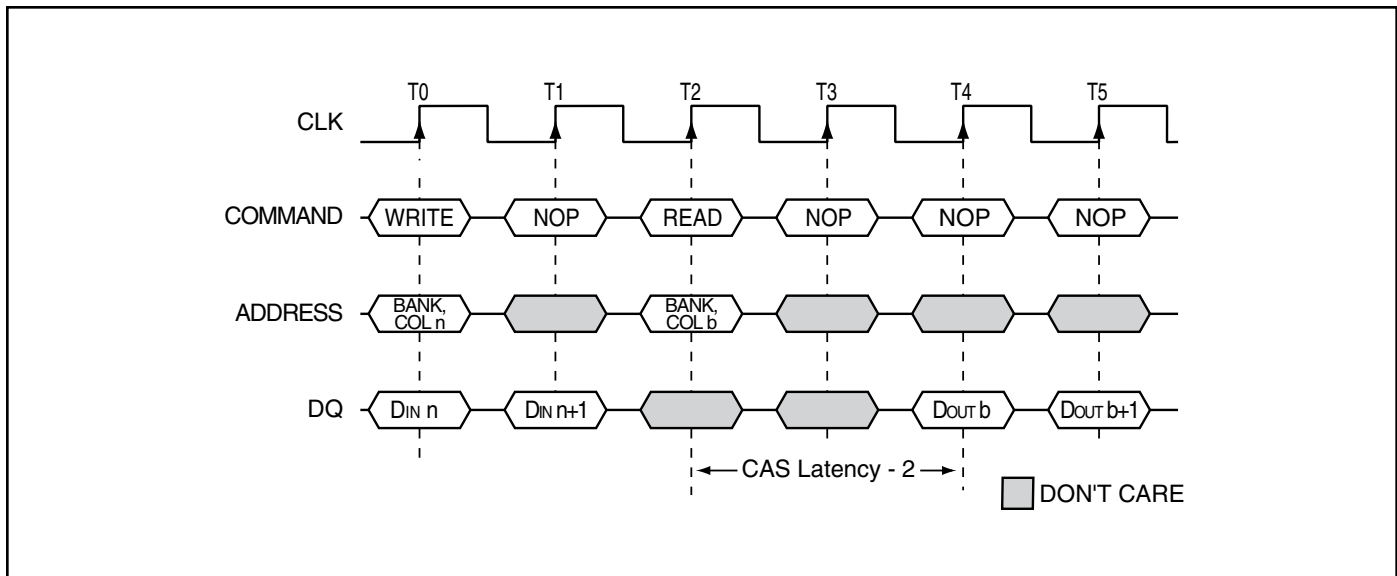 T0 T1 T2 T3 T4 T5
CLK
COMMAND WRITE NOP READ NOP NOP NOP
ADDRESS BANK, COL n BANK, COL b
DQ DIN n DIN n+1 DOUT b DOUT b+1
CAS Latency - 2
DON'T CARE